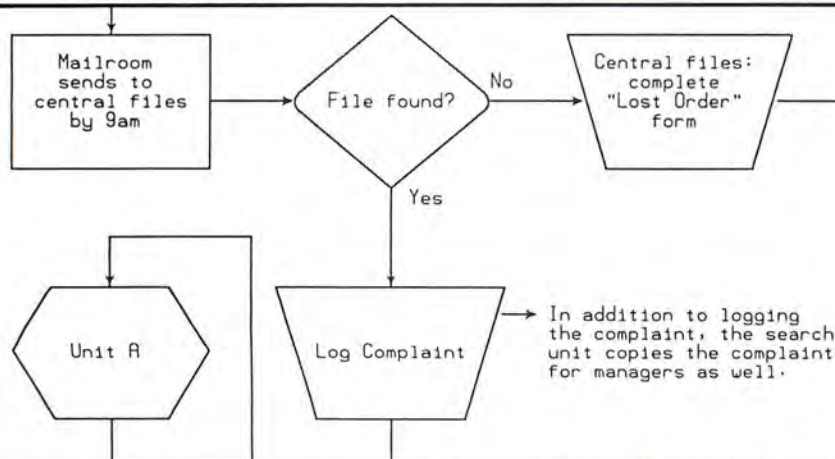 Mailroom
sends to
central files
by 9am
File found?
No
Central files:
complete
"Lost Order"
form
Yes
Unit A
Log Complaint
In addition to logging
the complaint, the search
unit copies the complaint
for managers as well.